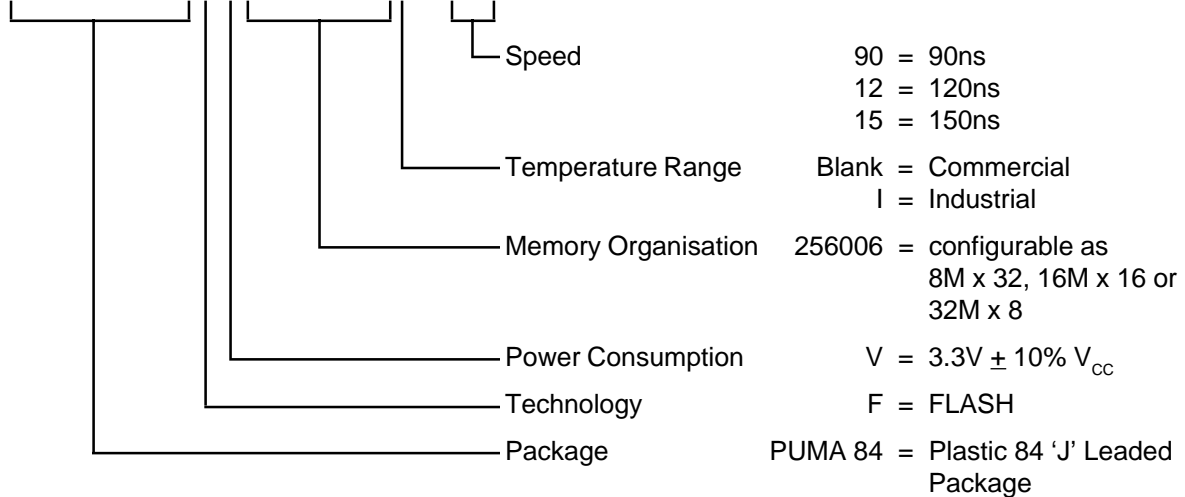 Speed 90 = 90ns
12 = 120ns
15 = 150ns
Temperature Range Blank = Commercial
I = Industrial
Memory Organisation 256006 = configurable as
8M x 32, 16M x 16 or
32M x 8
Power Consumption V = 3.3V ± 10% VCC
Technology F = FLASH
Package PUMA 84 = Plastic 84 ‘J’ Leaded
Package